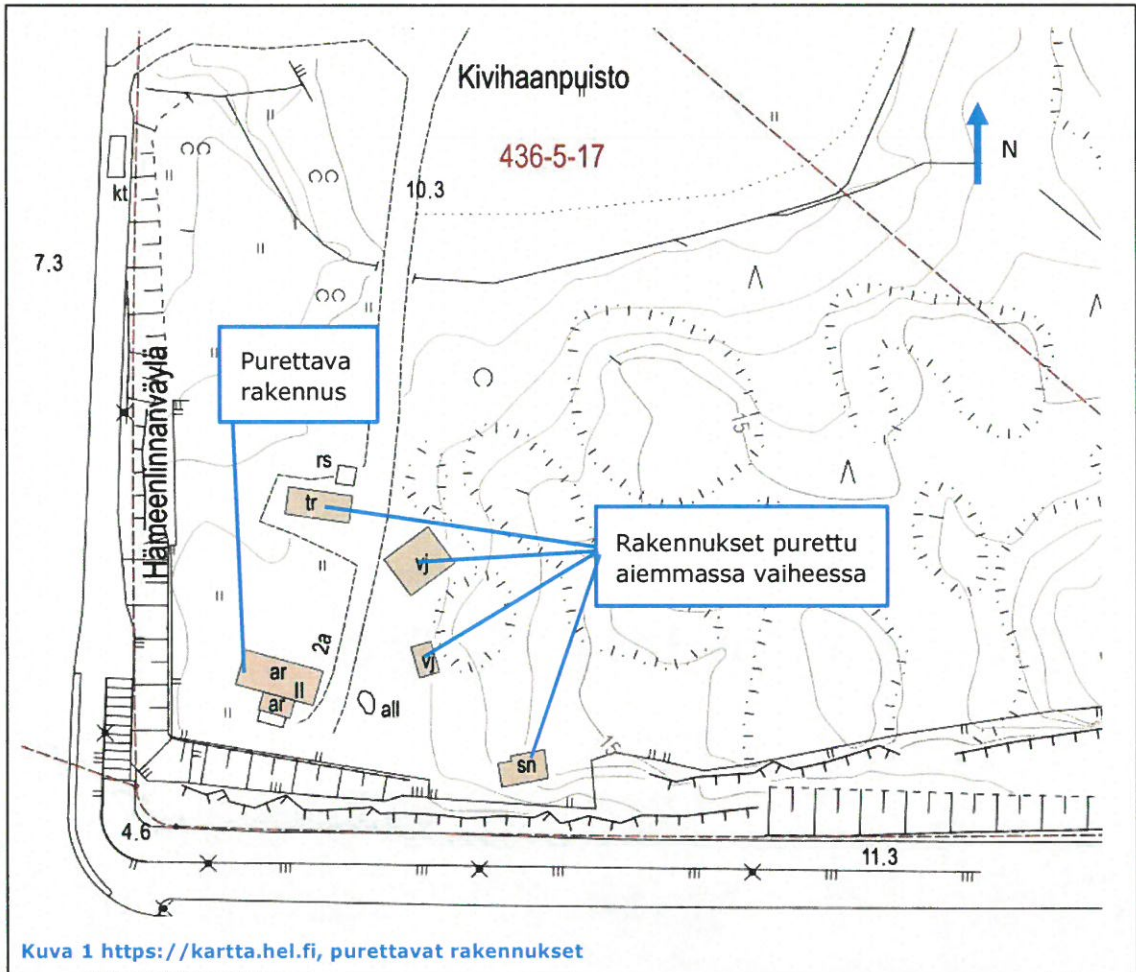 Kivihaanpuisto
436-5-17
N
10.3
kt
7.3
Hämeenlinnanväylä
Purettava
rakennus
15
rs
tr
vj
Rakennukset purettu
aiemmassa vaiheessa
2a
vj
ar
II
ar
all
15
sn
4.6
11.3
Kuva 1 https://kartta.hel.fi, purettavat rakennukset